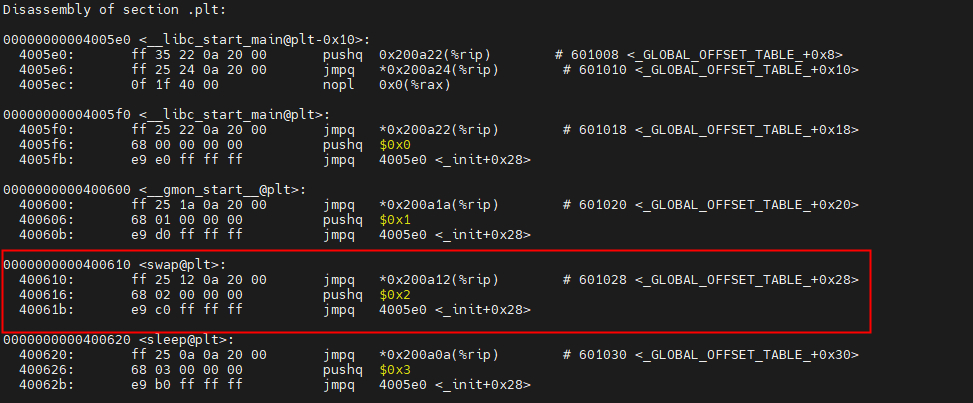 Disassembly of section .plt:
00000000004005e0 <__libc_start_main@plt-0x10>:
4005e0: ff 35 22 0a 20 00 pushq 0x200a22(%rip) # 601008 <_GLOBAL_OFFSET_TABLE_+0x8>
4005e6: ff 25 24 0a 20 00 jmpq *0x200a24(%rip) # 601010 <_GLOBAL_OFFSET_TABLE_+0x10>
4005ec: 0f 1f 40 00 nopl 0x0(%rax)
00000000004005f0 <__libc_start_main@plt>:
4005f0: ff 25 22 0a 20 00 jmpq *0x200a22(%rip) # 601018 <_GLOBAL_OFFSET_TABLE_+0x18>
4005f6: 68 00 00 00 00 pushq $0x0
4005fb: e9 e0 ff ff ff jmpq 4005e0 <_init+0x28>
0000000000400600 <__gmon_start__@plt>:
400600: ff 25 1a 0a 20 00 jmpq *0x200a1a(%rip) # 601020 <_GLOBAL_OFFSET_TABLE_+0x20>
400606: 68 01 00 00 00 pushq $0x1
40060b: e9 d0 ff ff ff jmpq 4005e0 <_init+0x28>
0000000000400610 <swap@plt>:
400610: ff 25 12 0a 20 00 jmpq *0x200a12(%rip) # 601028 <_GLOBAL_OFFSET_TABLE_+0x28>
400616: 68 02 00 00 00 pushq $0x2
40061b: e9 c0 ff ff ff jmpq 4005e0 <_init+0x28>
0000000000400620 <sleep@plt>:
400620: ff 25 0a 0a 20 00 jmpq *0x200a0a(%rip) # 601030 <_GLOBAL_OFFSET_TABLE_+0x30>
400626: 68 03 00 00 00 pushq $0x3
40062b: e9 b0 ff ff ff jmpq 4005e0 <_init+0x28>